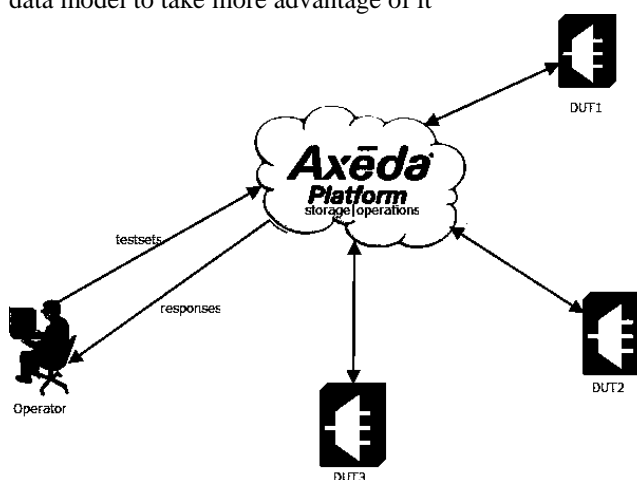 data model to take more advantage of it
DUT1
Axēda
Platform
storage|operations
testsets
responses
DUT2
Operator
DUT3